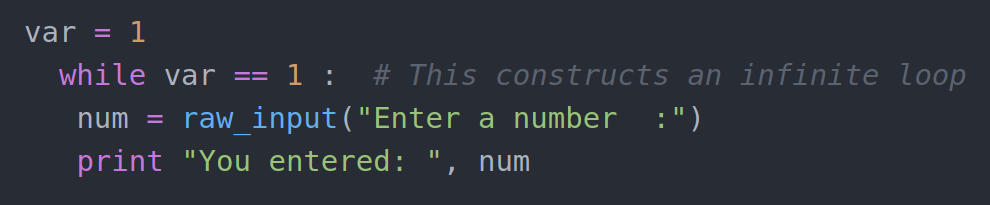 var = 1
  while var == 1 :  # This constructs an infinite loop
   num = raw_input("Enter a number  :")
   print "You entered: ", num